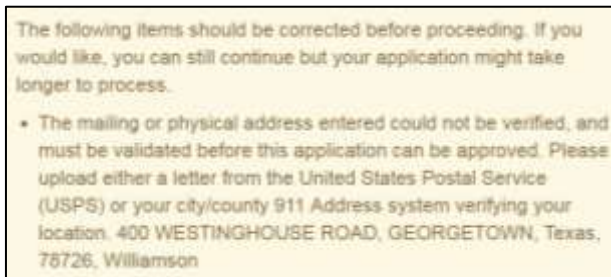 The following items should be corrected before proceeding. If you
would like, you can still continue but your application might take
longer to process.
• The mailing or physical address entered could not be verified, and
must be validated before this application can be approved. Please
upload either a letter from the United States Postal Service
(USPS) or your city/county 911 Address system verifying your
location. 400 WESTINGHOUSE ROAD, GEORGETOWN, Texas,
78726, Williamson